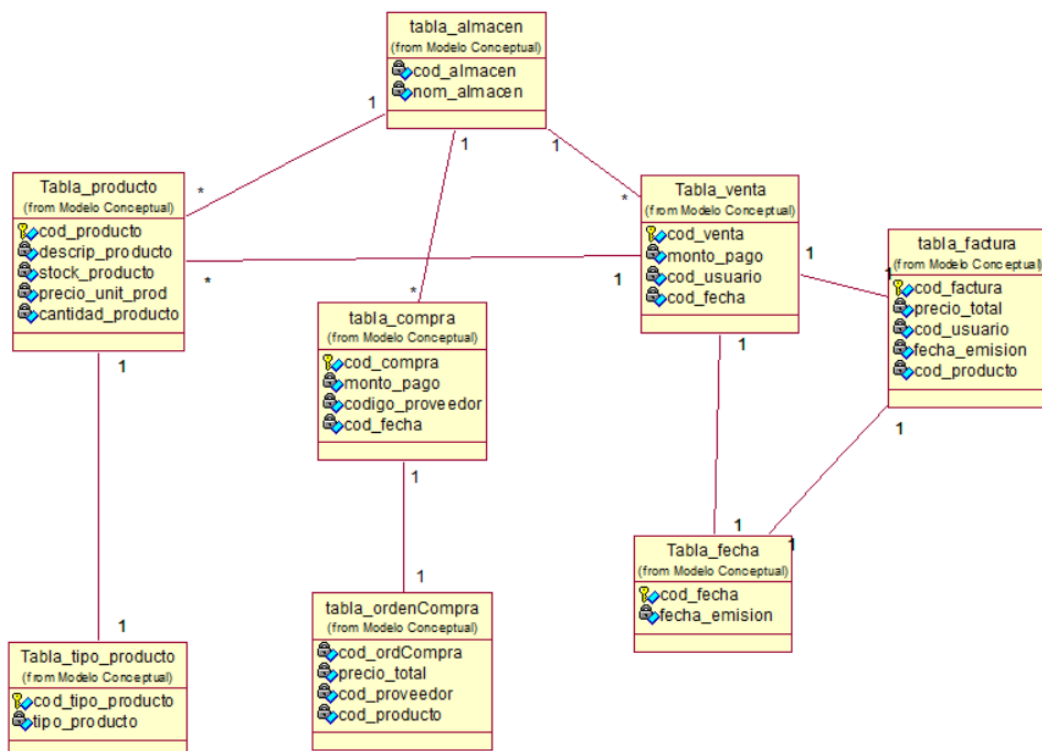 tabla_almacen
(from Modelo Conceptual)
cod_almacen
nom_almacen
1
1
1
*
*
*
Tabla_producto
(from Modelo Conceptual)
cod_producto
descrip_producto
stock_producto
precio_unit_prod
cantidad_producto
*
1
1
Tabla_venta
(from Modelo Conceptual)
cod_venta
monto_pago
cod_usuario
cod_fecha
1
1
1
tabla_factura
(from Modelo Conceptual)
cod_factura
precio_total
cod_usuario
fecha_emision
cod_producto
1
tabla_compra
(from Modelo Conceptual)
cod_compra
monto_pago
codigo_proveedor
cod_fecha
1
1
1
1
1
Tabla_fecha
(from Modelo Conceptual)
cod_fecha
fecha_emision
tabla_ordenCompra
(from Modelo Conceptual)
cod_ordCompra
precio_total
cod_proveedor
cod_producto
Tabla_tipo_producto
(from Modelo Conceptual)
cod_tipo_producto
tipo_producto